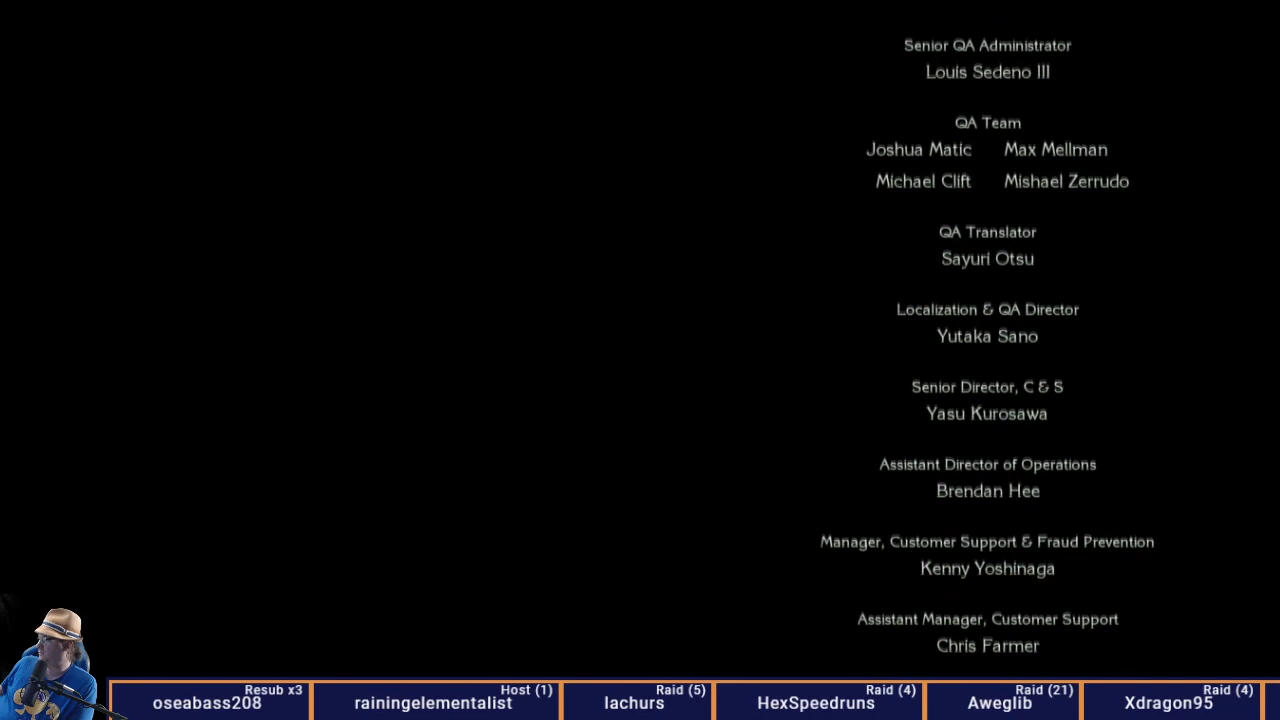 Senior QA Administrator
Louis Sedeno III
QA Team
Joshua Matic Max Mellman
Michael Clift Mishael Zerrudo
QA Translator
Sayuri Otsu
Localization & QA Director
Yutaka Sano
Senior Director, C & S
Yasu Kurosawa
Assistant Director of Operations
Brendan Hee
Manager, Customer Support & Fraud Prevention
Kenny Yoshinaga
Assistant Manager, Customer Support
Chris Farmer
Resub x3 Host (1) Raid (5) Raid (4) Raid (21) Raid (4)
oseabass208 rainingelementalist lachurs HexSpeedruns Aweglib Xdragon95